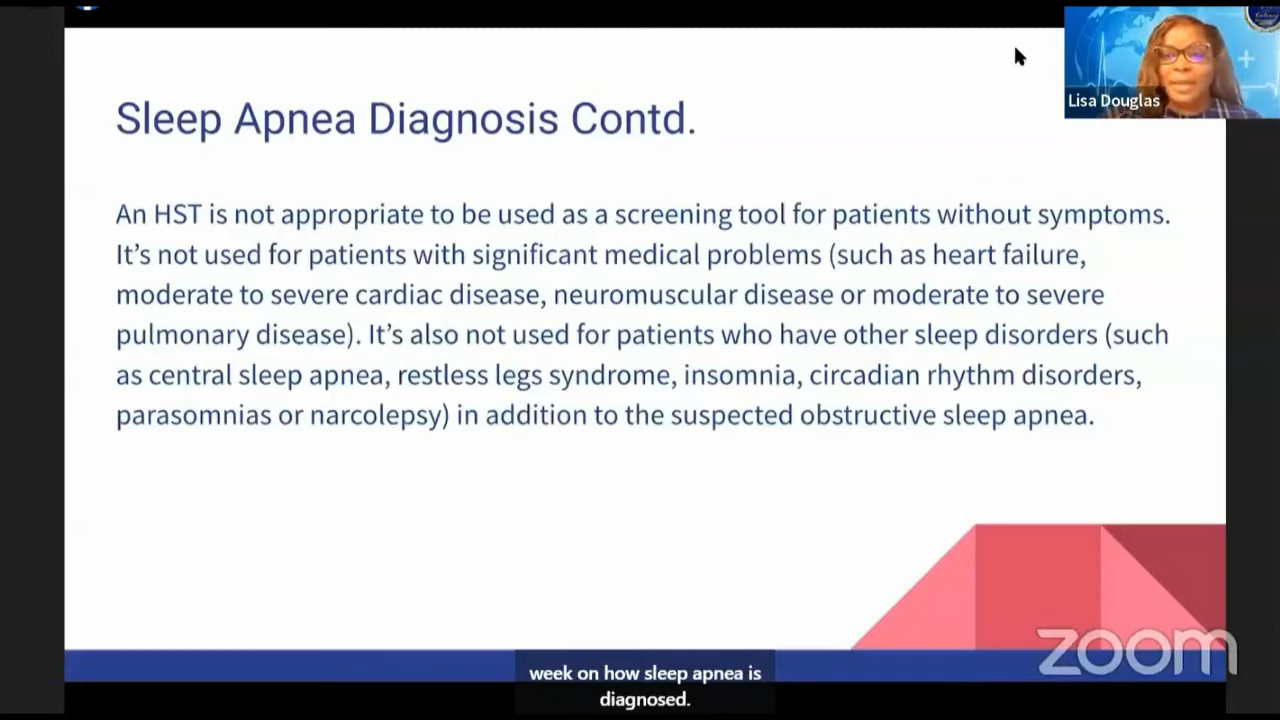 Lisa Douglas
Sleep Apnea Diagnosis Contd.
An HST is not appropriate to be used as a screening tool for patients without symptoms.
It’s not used for patients with significant medical problems (such as heart failure,
moderate to severe cardiac disease, neuromuscular disease or moderate to severe
pulmonary disease). It’s also not used for patients who have other sleep disorders (such
as central sleep apnea, restless legs syndrome, insomnia, circadian rhythm disorders,
parasomnias or narcolepsy) in addition to the suspected obstructive sleep apnea.
zoom
week on how sleep apnea is
diagnosed.